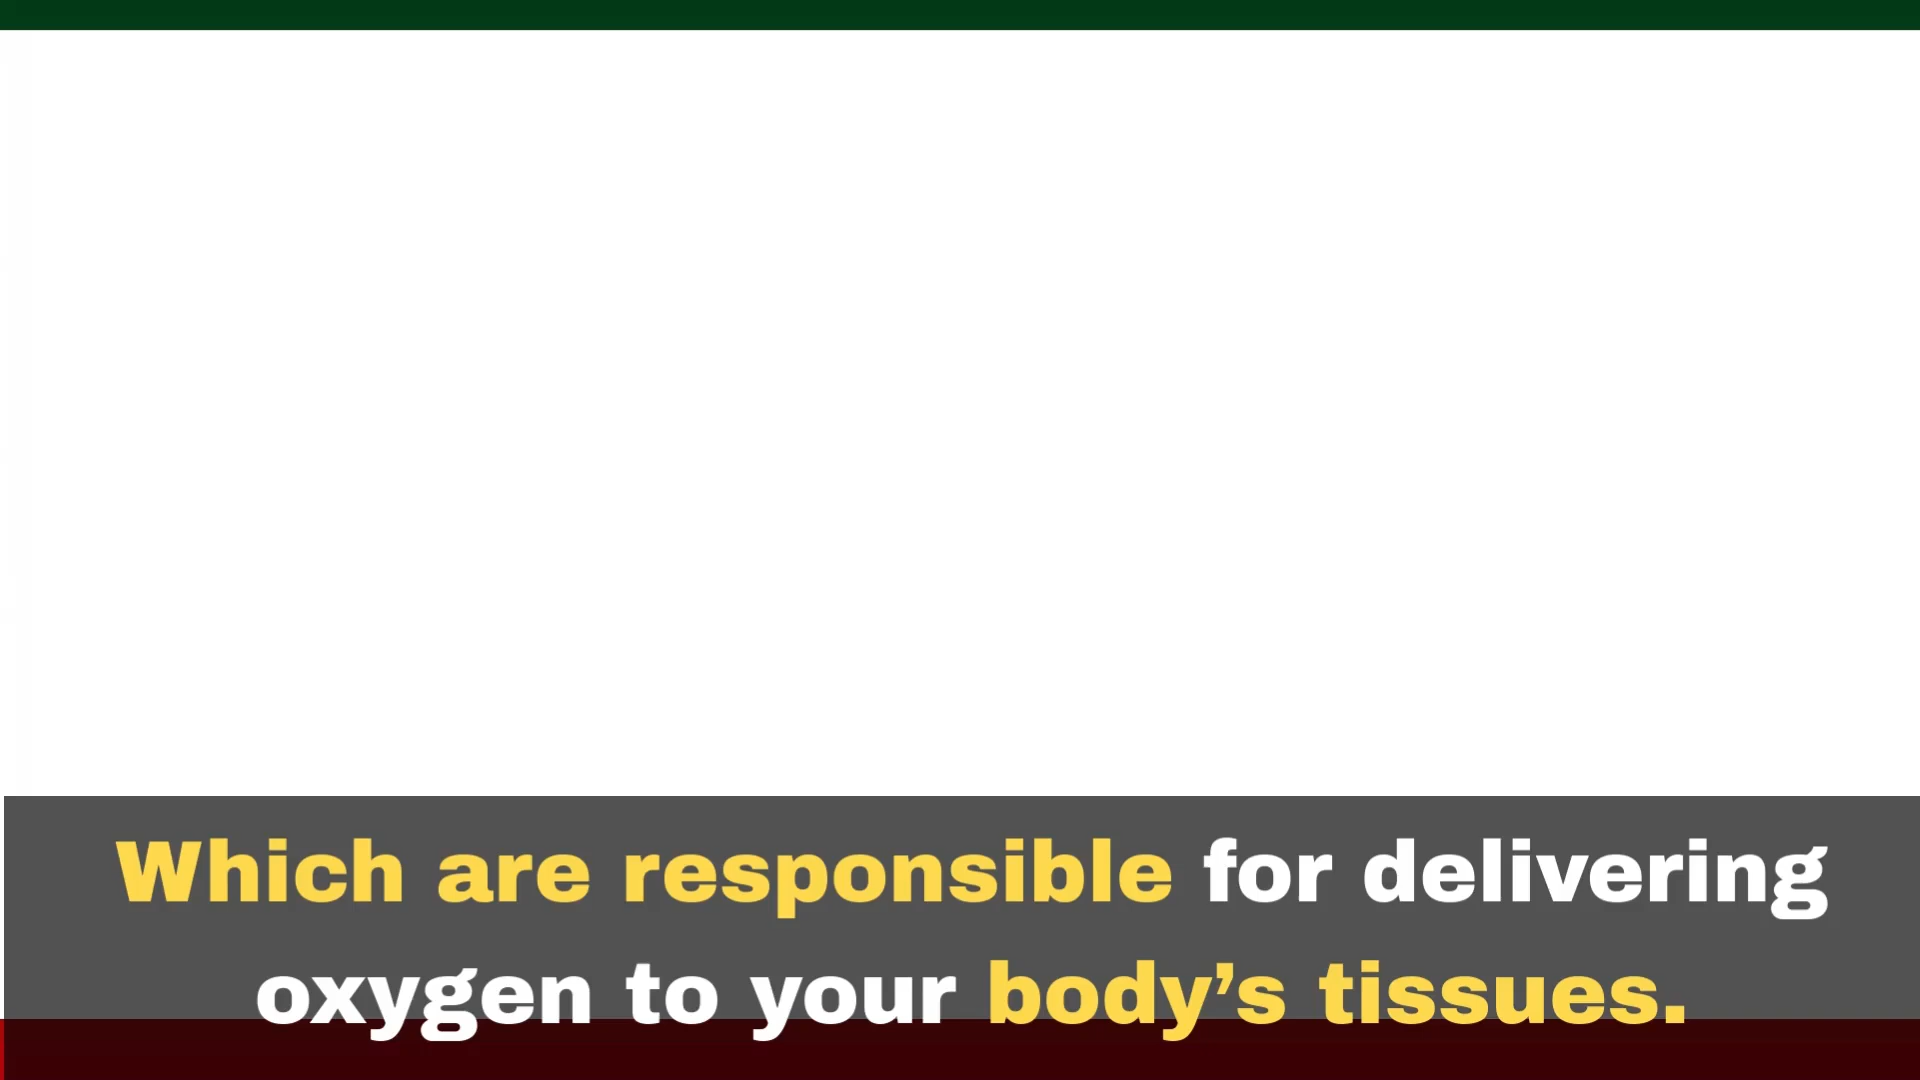 Which are responsible for delivering
oxygen to your body’s tissues.